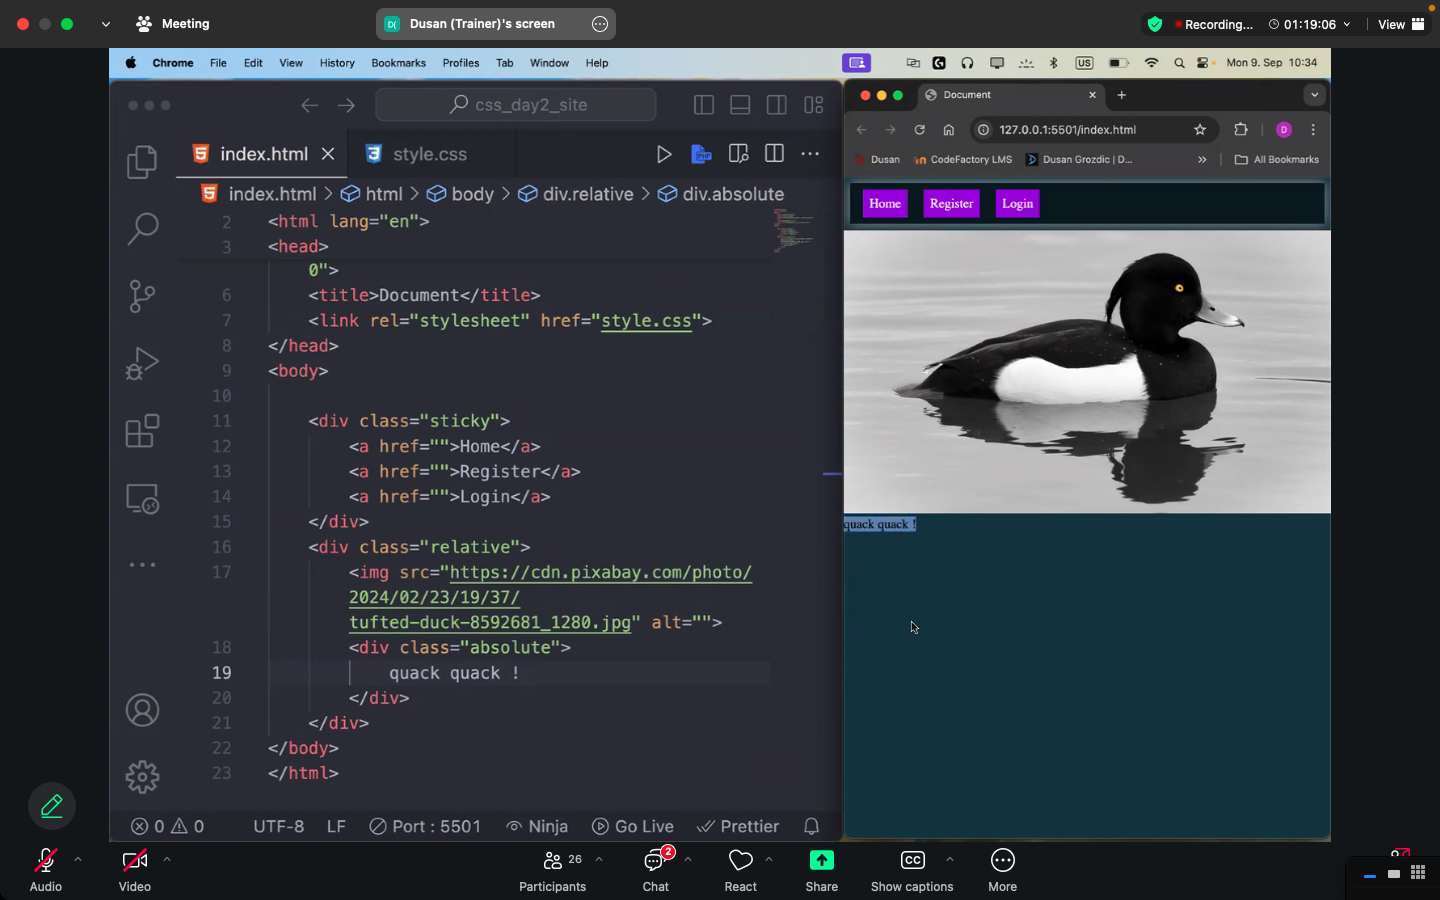 Meeting
D( Dusan (Trainer)'s screen
Recording...
01:19:06
View
Chrome File Edit View History Bookmarks Profiles Tab Window Help
US
Mon 9. Sep 10:34
css_day2_site
index.html
style.css
PHP
index.html > html > body > div.relative > div.absolute
2 <html lang="en">
3 <head>
0">
6 <title>Document</title>
7 <link rel="stylesheet" href="style.css">
8 </head>
9 <body>
10
11 <div class="sticky">
12 <a href="">Home</a>
13 <a href="">Register</a>
14 <a href="">Login</a>
15 </div>
16 <div class="relative">
17 <img src="https://cdn.pixabay.com/photo/
2024/02/23/19/37/
tufted-duck-8592681_1280.jpg" alt="">
18 <div class="absolute">
19 quack quack !
20 </div>
21 </div>
22 </body>
23 </html>
0 0 UTF-8 LF Port : 5501 Ninja Go Live Prettier
Document
127.0.0.1:5501/index.html
D
Dusan
CodeFactory LMS
Dusan Grozdic | D...
All Bookmarks
Home Register Login
quack quack !
Audio
Video
26
Participants
2
Chat
React
Share
CC
Show captions
More